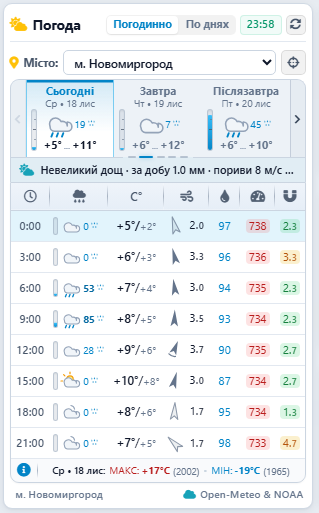 Погода Погодинно По днях 23:58
Місто: м. Новомиргород
Сьогодні Завтра Післязавтра
Ср • 18 лис Чт • 19 лис Пт • 20 лис
19 7 45
+5° ... +11° +6° ... +12° +6° ... +10°
Невеликий дощ · за добу 1.0 мм · пориви 8 м/с ...
C°
0:00 0 +5°/+2° 2.0 97 738 2.3
3:00 0 +6°/+3° 3.3 96 736 3.3
6:00 53 +7°/+4° 3.0 94 735 2.3
9:00 85 +8°/+5° 3.5 93 734 2.3
12:00 28 +9°/+6° 3.7 90 735 2.7
15:00 0 +10°/+8° 3.0 87 734 2.7
18:00 0 +8°/+6° 1.7 95 734 1.3
21:00 0 +7°/+5° 1.7 98 733 4.7
Ср • 18 лис: МАКС: +17°C (2002) · МІН: -19°C (1965)
м. Новомиргород Open-Meteo & NOAA